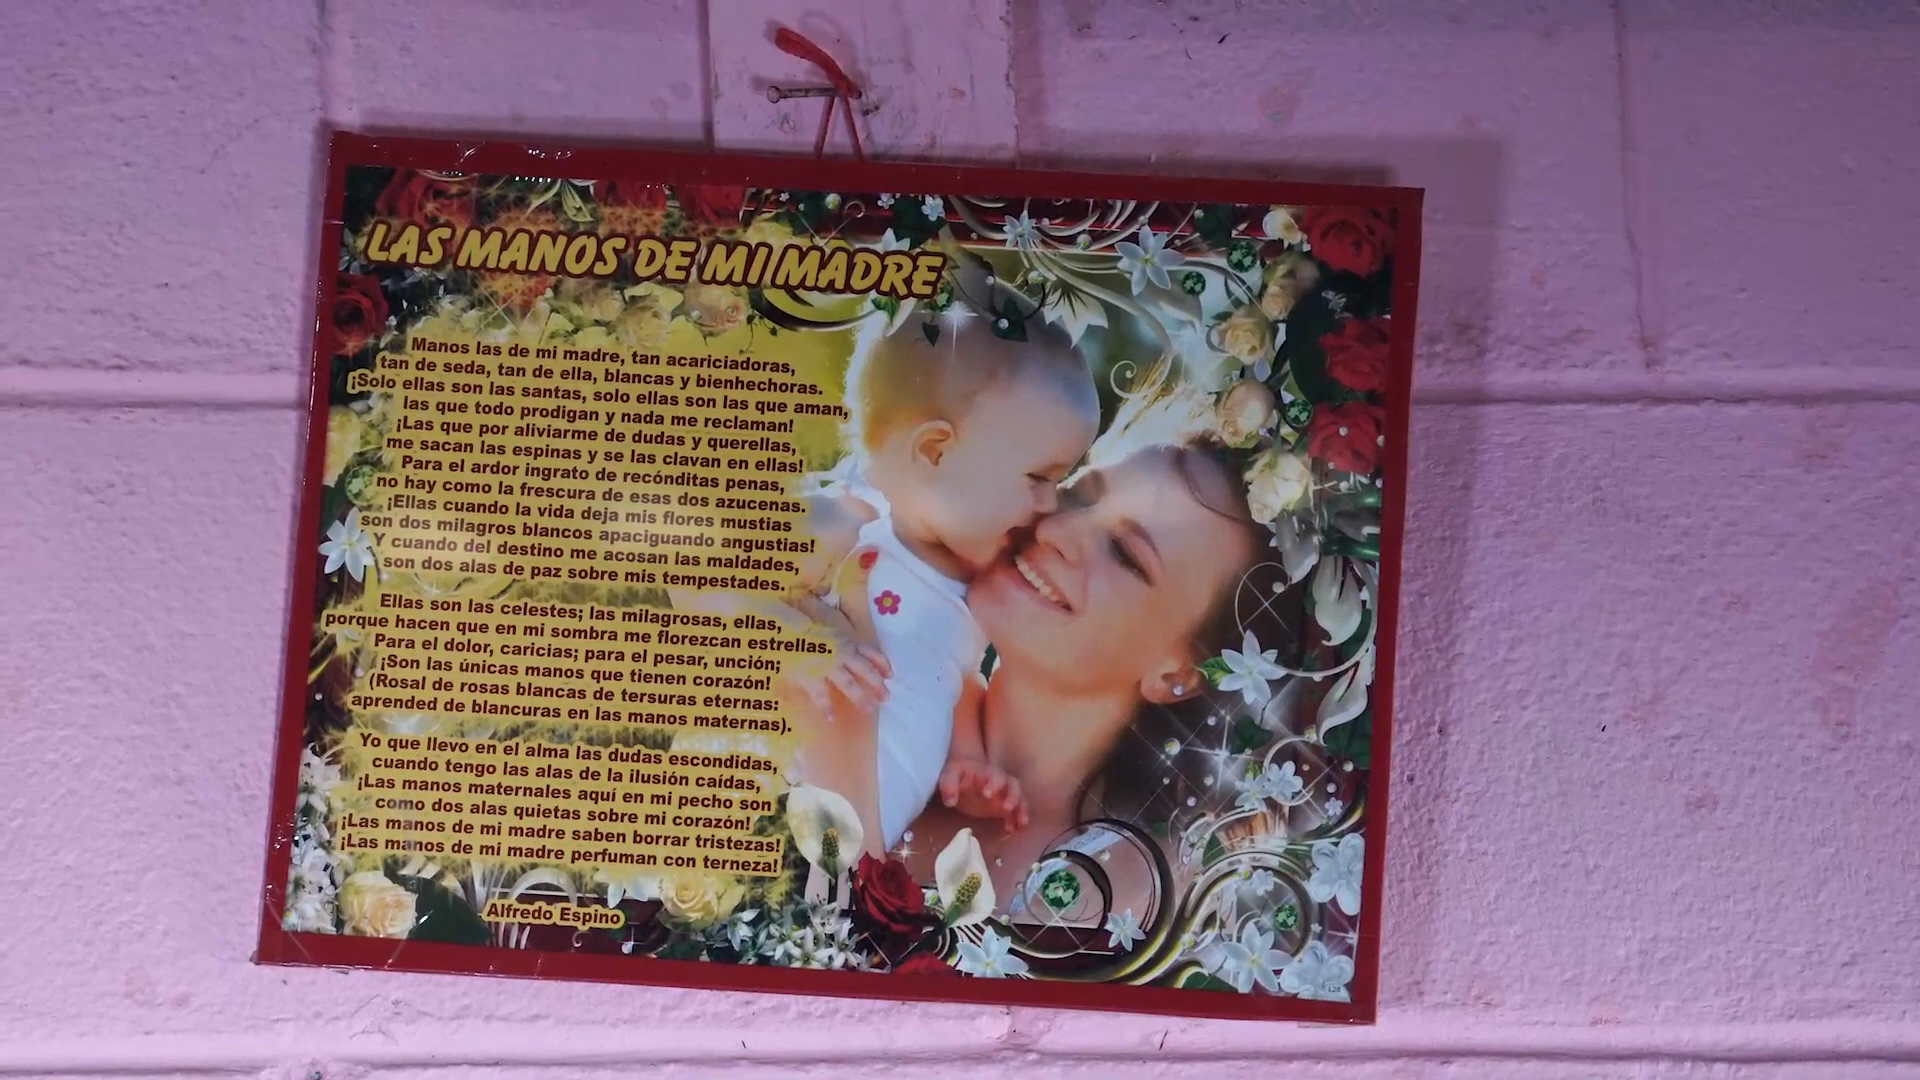 LAS MANOS DE MI MADRE
Manos las de mi madre, tan acariciadoras,
tan de seda, tan de ella, blancas y bienhechoras.
¡Solo ellas son las santas, solo ellas son las que aman,
las que todo prodigan y nada me reclaman!
¡Las que por aliviarme de dudas y querellas,
me sacan las espinas y se las clavan en ellas!
Para el ardor ingrato de recónditas penas,
no hay como la frescura de esas dos azucenas.
¡Ellas cuando la vida deja mis flores mustias
son dos milagros blancos apaciguando angustias!
Y cuando del destino me acosan las maldades,
son dos alas de paz sobre mis tempestades.
Ellas son las celestes; las milagrosas, ellas,
porque hacen que en mi sombra me florezcan estrellas.
Para el dolor, caricias; para el pesar, unción;
¡Son las únicas manos que tienen corazón!
(Rosal de rosas blancas de tersuras eternas:
aprended de blancuras en las manos maternas).
Yo que llevo en el alma las dudas escondidas,
cuando tengo las alas de la ilusión caídas,
¡Las manos maternales aquí en mi pecho son
como dos alas quietas sobre mi corazón!
¡Las manos de mi madre saben borrar tristezas!
¡Las manos de mi madre perfuman con terneza!
Alfredo Espino